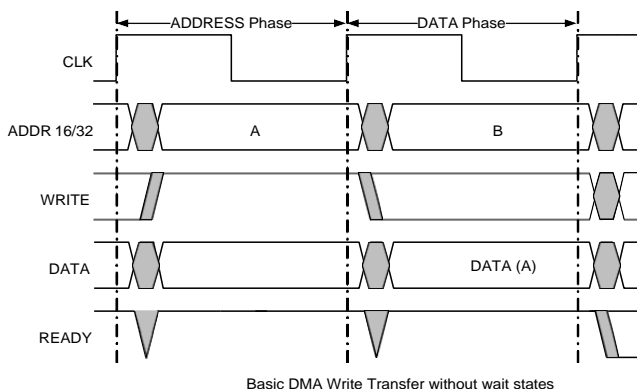 ADDRESS Phase DATA Phase
CLK
ADDR 16/32 A B
WRITE
DATA DATA (A)
READY
Basic DMA Write Transfer without wait states